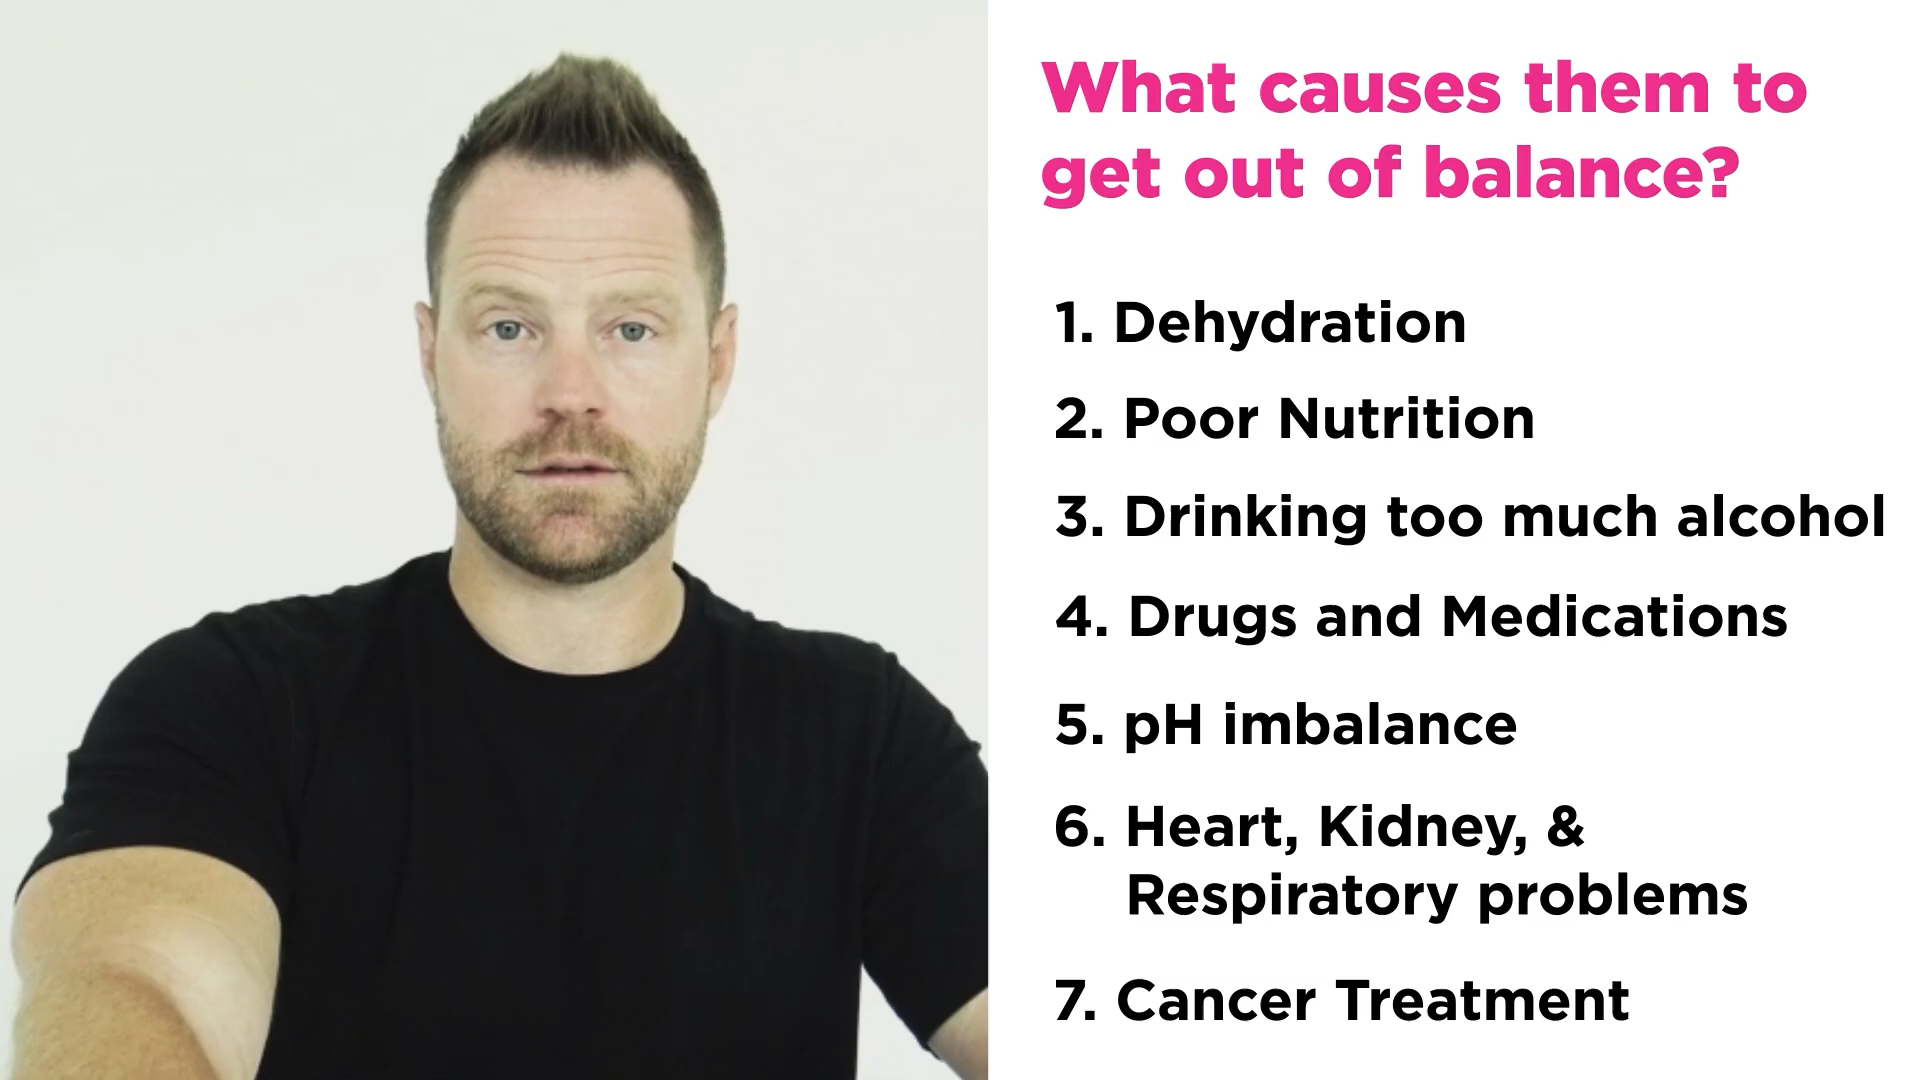 What causes them to
get out of balance?
1. Dehydration
2. Poor Nutrition
3. Drinking too much alcohol
4. Drugs and Medications
5. pH imbalance
6. Heart, Kidney, &
Respiratory problems
7. Cancer Treatment